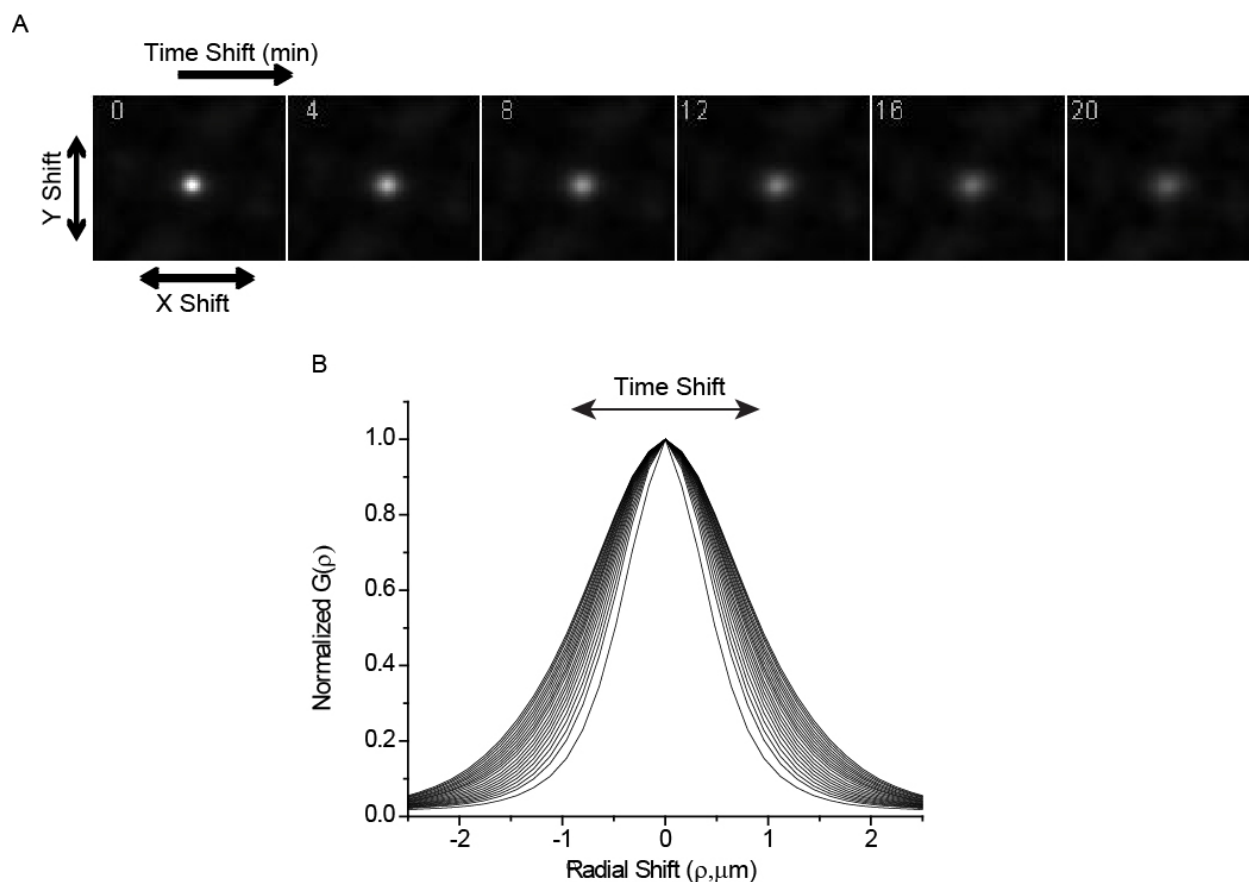 A
Time Shift (min)
0 4 8 12 16 20
Y Shift
X Shift
B
Time Shift
1.0
0.8
0.6
0.4
0.2
0.0
Normalized G(ρ)
-2 -1 0 1 2
Radial Shift (ρ,μm)